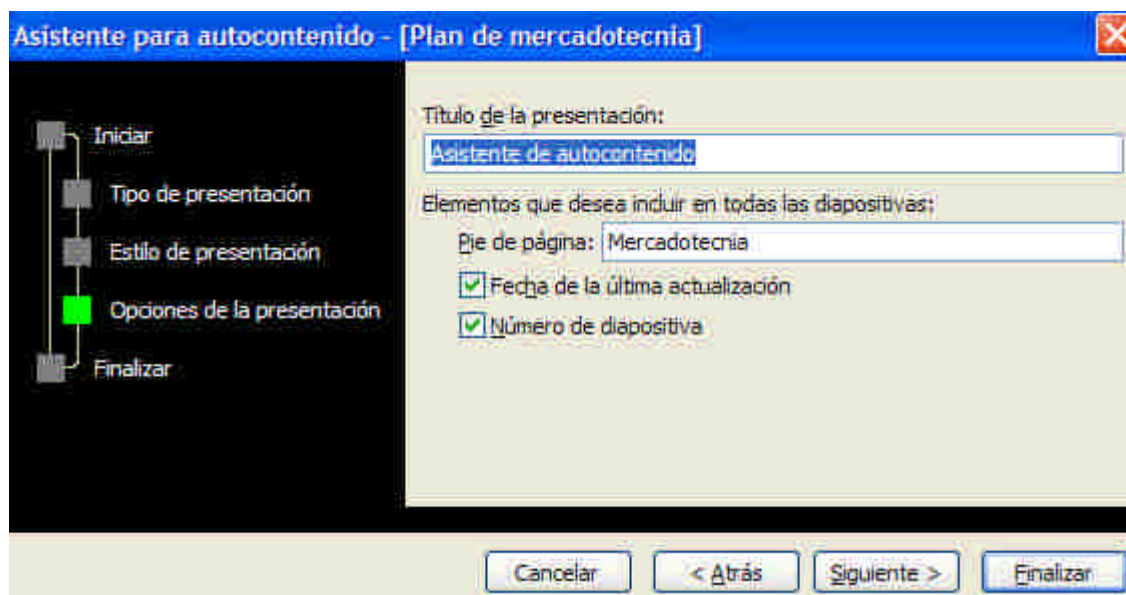 Asistente para autocontenido - [Plan de mercadotecnia]
Iniciar
Tipo de presentación
Estilo de presentación
Opciones de la presentación
Finalizar
Título de la presentación:
Asistente de autocontenido
Elementos que desea incluir en todas las diapositivas:
Pie de página: Mercadotecnia
Fecha de la última actualización
Número de diapositiva
Cancelar < Atrás Siguiente > Finalizar